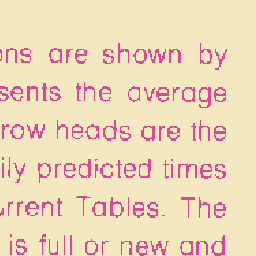 ons are shown by
sents the average
row heads are the
ily predicted times
urrent Tables. The
is full or new and